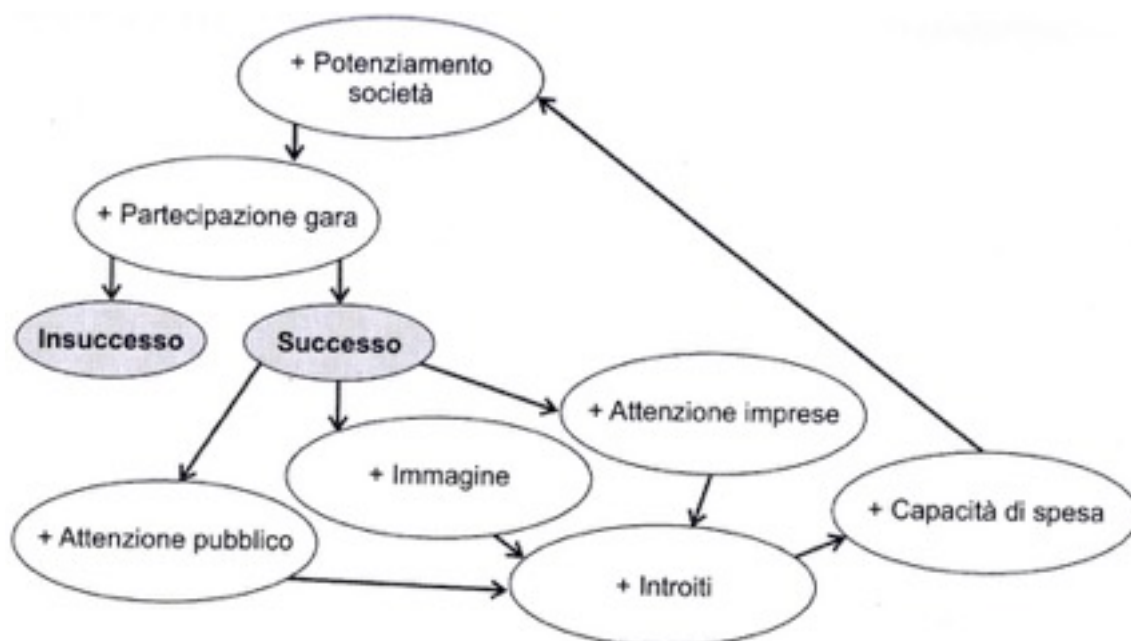 + Potenziamento
società
+ Partecipazione gara
Insuccesso
Successo
+ Attenzione imprese
+ Immagine
+ Capacità di spesa
+ Attenzione pubblico
+ Introiti